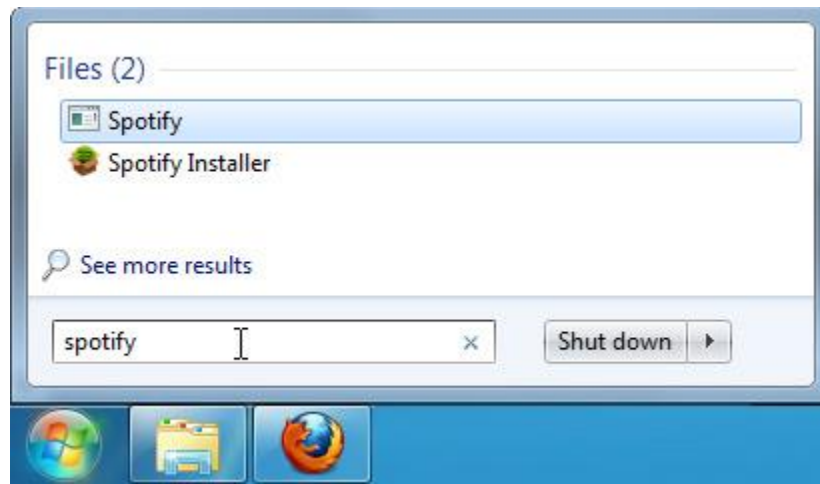 Files (2)
Spotify
Spotify Installer
See more results
spotify
Shut down